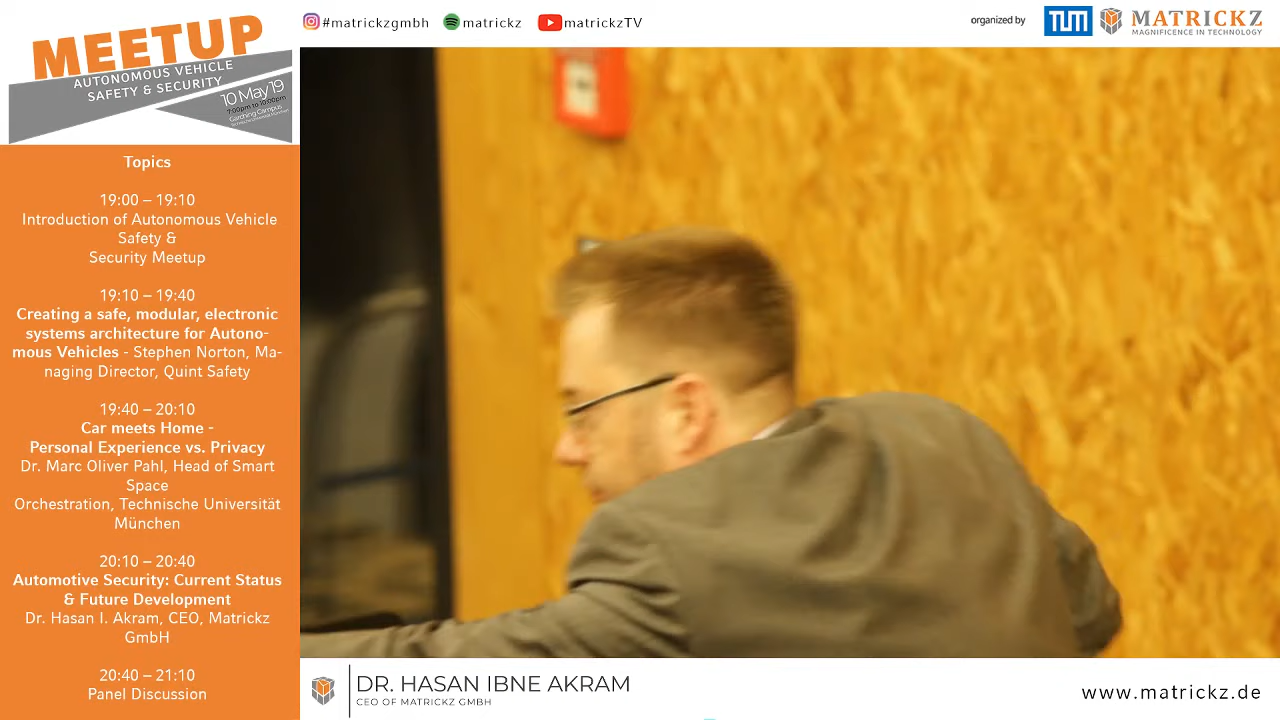 MEETUP
AUTONOMOUS VEHICLE
SAFETY & SECURITY
10 May 19
7:00pm to 10:00pm
Garching Campus
#matrickzgmbh
matrickz
matrickzTV
organized by
TUM
MATRICKZ
MAGNIFICENCE IN TECHNOLOGY
Topics
19:00 – 19:10
Introduction of Autonomous Vehicle
Safety &
Security Meetup
19:10 – 19:40
Creating a safe, modular, electronic
systems architecture for Autono-
mous Vehicles - Stephen Norton, Ma-
naging Director, Quint Safety
19:40 – 20:10
Car meets Home -
Personal Experience vs. Privacy
Dr. Marc Oliver Pahl, Head of Smart
Space
Orchestration, Technische Universität
München
20:10 – 20:40
Automotive Security: Current Status
& Future Development
Dr. Hasan I. Akram, CEO, Matrickz
GmbH
20:40 – 21:10
Panel Discussion
DR. HASAN IBNE AKRAM
CEO OF MATRICKZ GMBH
www.matrickz.de